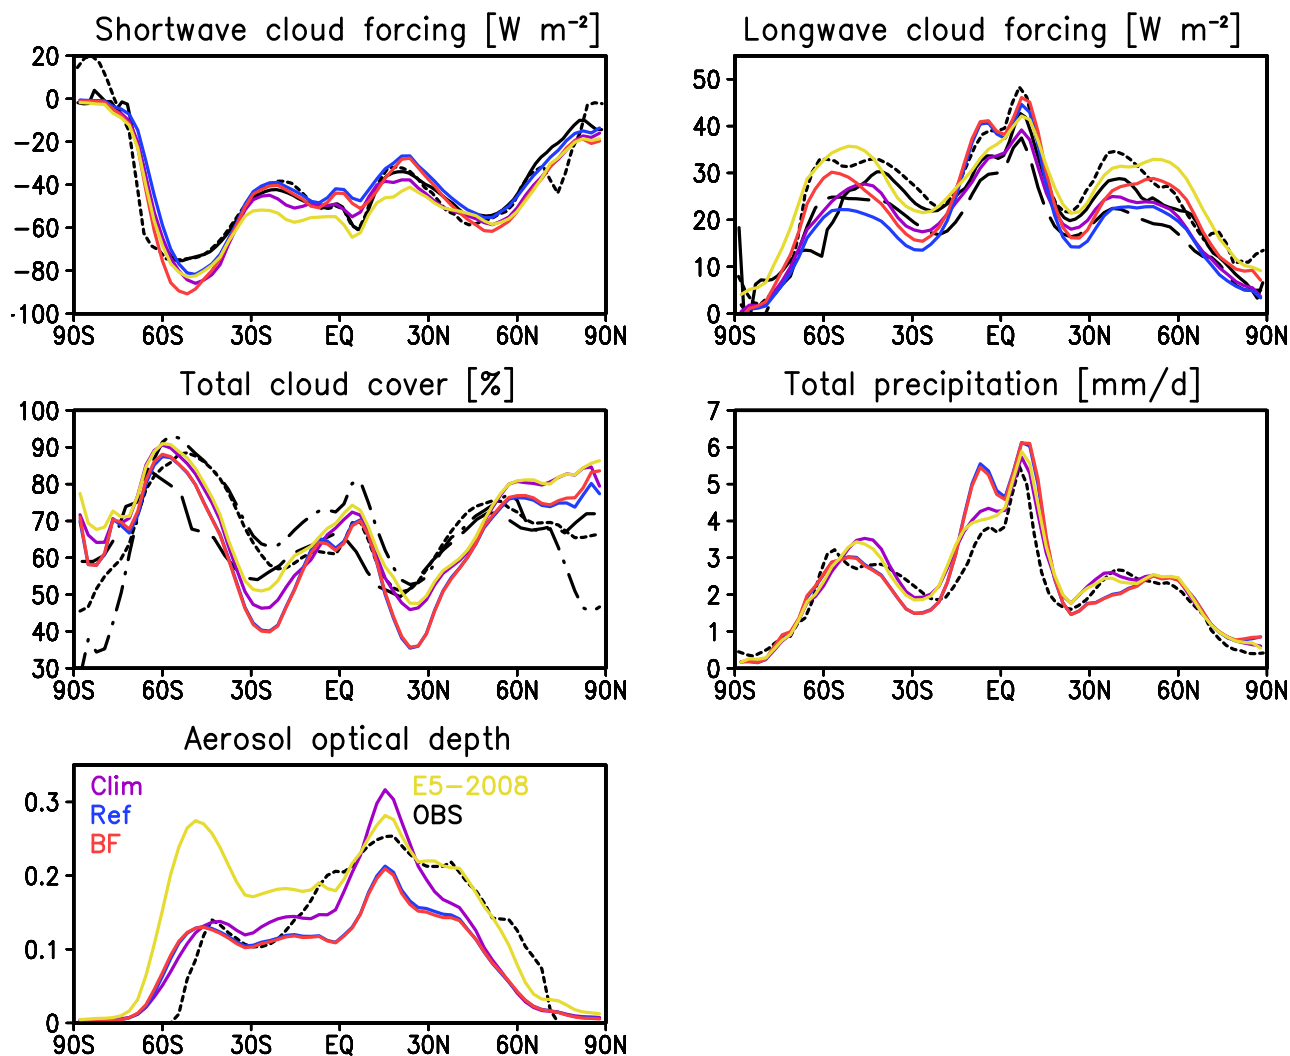 Shortwave cloud forcing [W m⁻²]
20
0
−20
−40
−60
−80
-100
90S 60S 30S EQ 30N 60N 90N
Longwave cloud forcing [W m⁻²]
50
40
30
20
10
0
90S 60S 30S EQ 30N 60N 90N
Total cloud cover [%]
100
90
80
70
60
50
40
30
90S 60S 30S EQ 30N 60N 90N
Total precipitation [mm/d]
7
6
5
4
3
2
1
0
90S 60S 30S EQ 30N 60N 90N
Aerosol optical depth
Clim
Ref
BF
E5−2008
OBS
0.3
0.2
0.1
0
90S 60S 30S EQ 30N 60N 90N